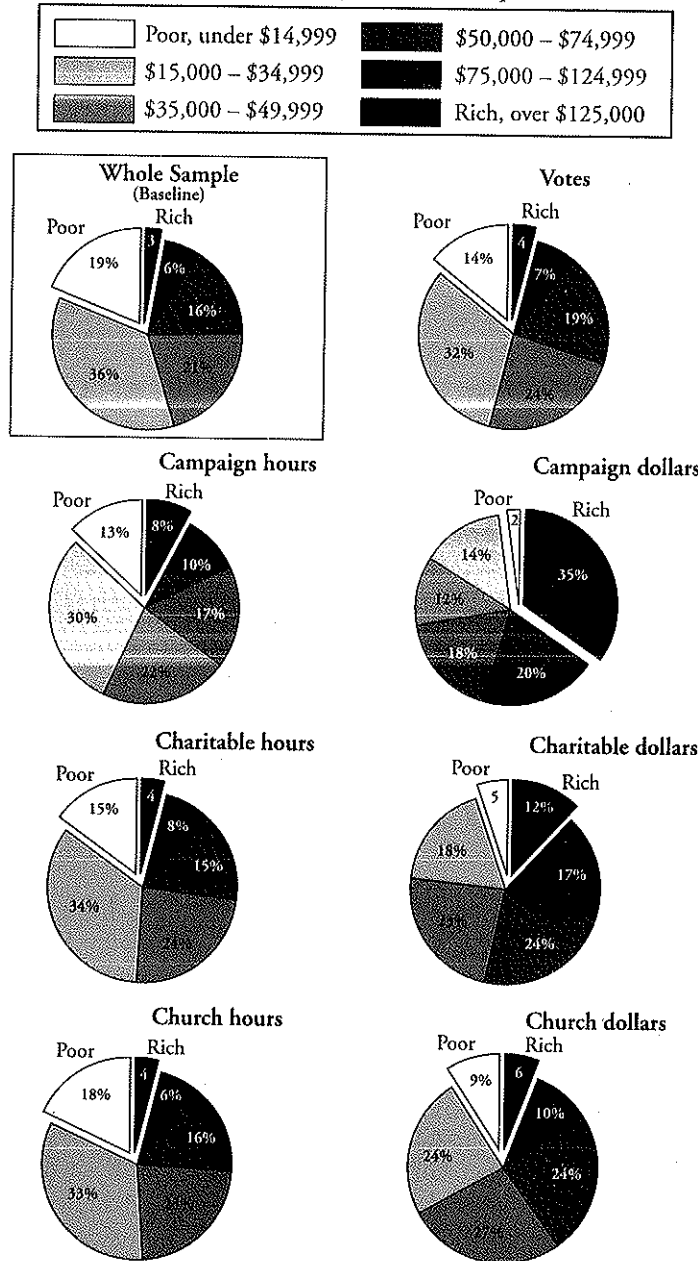 Poor, under $14,999
$50,000 – $74,999
$15,000 – $34,999
$75,000 – $124,999
$35,000 – $49,999
Rich, over $125,000
Whole Sample
(Baseline)
Poor
Rich
19%
3
6%
16%
21%
36%
Votes
Poor
Rich
14%
4
7%
19%
24%
32%
Campaign hours
Poor
Rich
13%
8%
10%
17%
22%
30%
Campaign dollars
Poor
Rich
2
35%
20%
18%
12%
14%
Charitable hours
Poor
Rich
15%
4
8%
15%
24%
34%
Charitable dollars
Poor
Rich
5
12%
17%
24%
18%
Church hours
Poor
Rich
18%
4
6%
16%
33%
Church dollars
Poor
Rich
9%
6
10%
24%
27%
24%